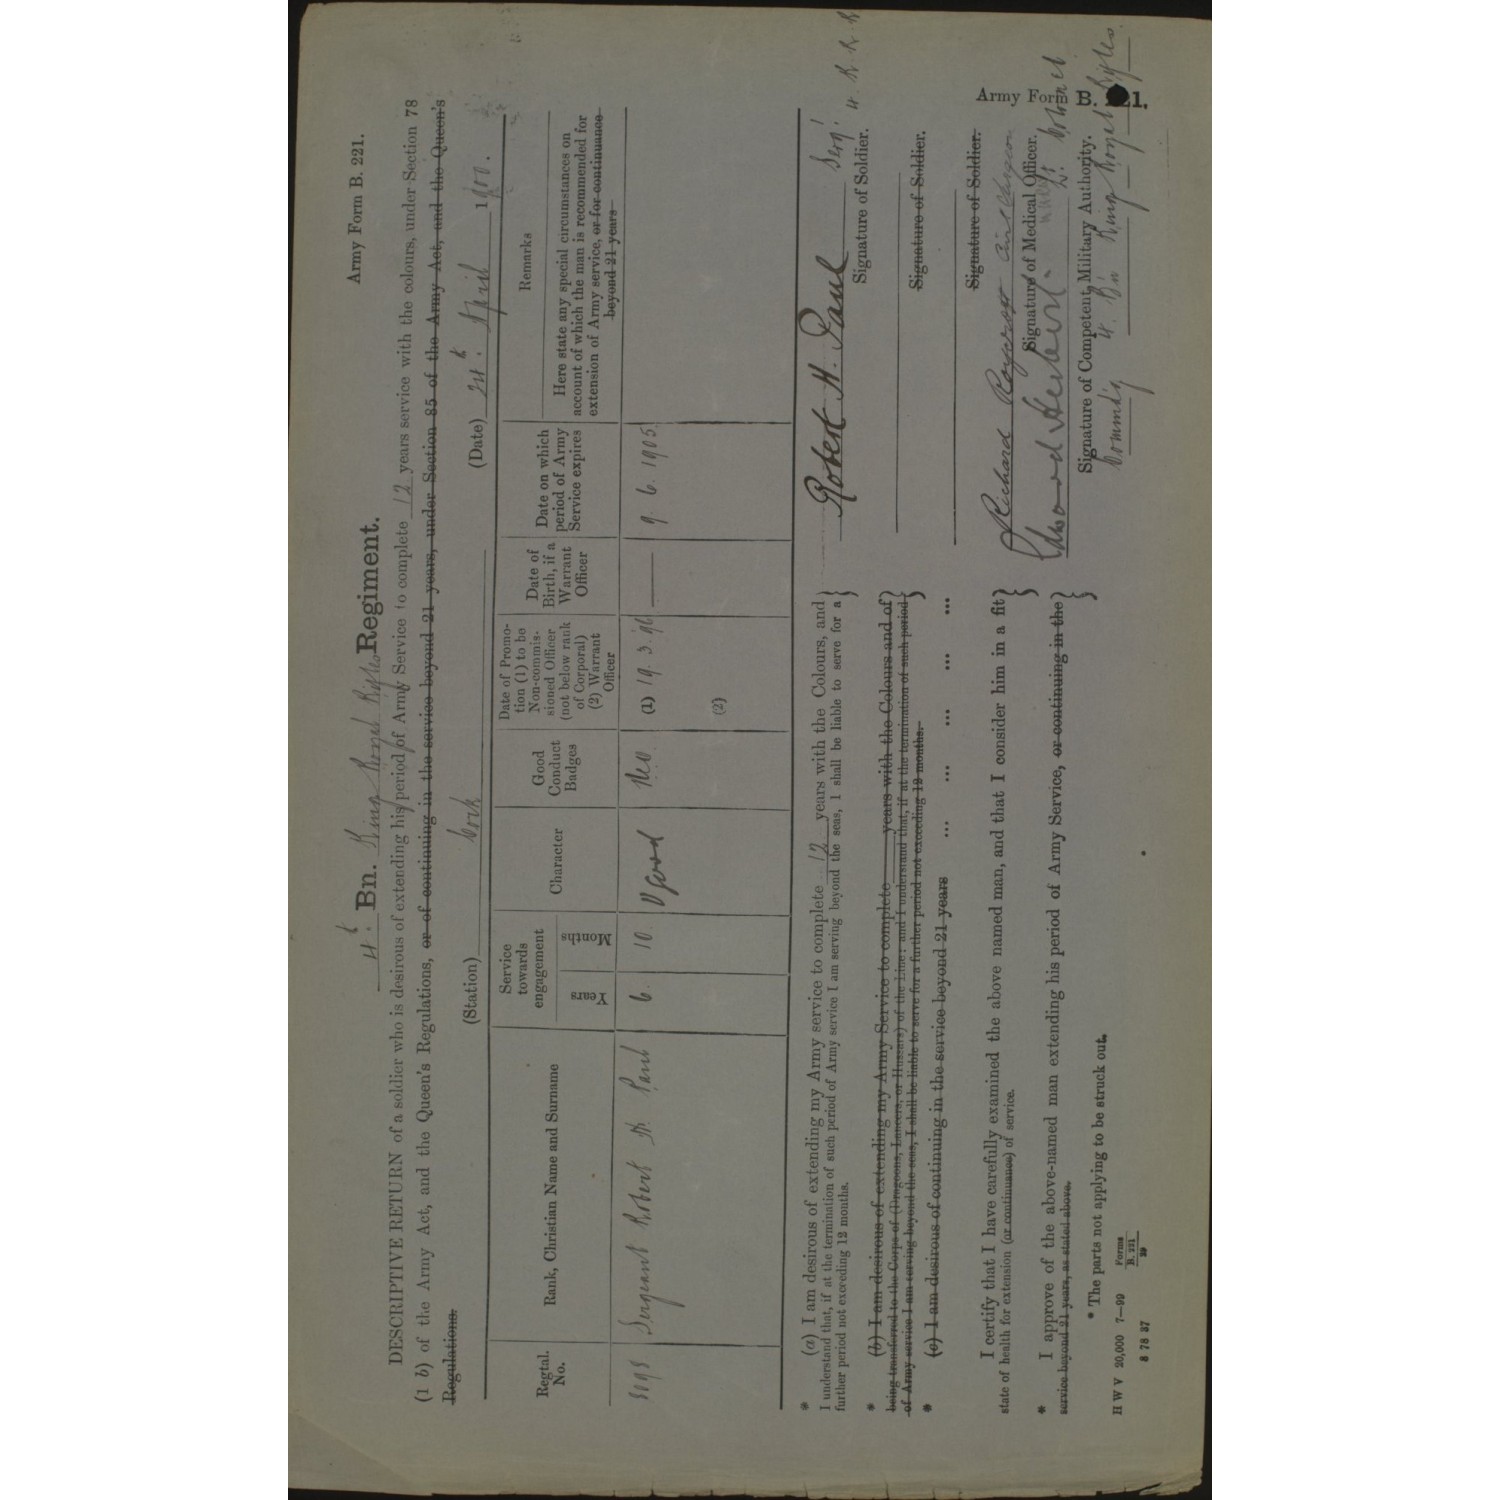 Army Form B. 221.
4th Bn. Kings Royal Rifles Regiment.
DESCRIPTIVE RETURN of a soldier who is desirous of extending his period of Army Service to complete 12 years service with the colours, under Section 78
(1 b) of the Army Act, and the Queen's Regulations, or of continuing in the service beyond 21 years, under Section 85 of the Army Act, and the Queen's
Regulations.
(Station) Cork (Date) 24th April 1900.
Regtal. No.
Rank, Christian Name and Surname
Service towards engagement
Years
Months
Character
Good Conduct Badges
Date of Promotion (1) to be Non-commissioned Officer (not below rank of Corporal) (2) Warrant Officer
Date of Birth, if a Warrant Officer
Date on which period of Army Service expires
Remarks
Here state any special circumstances on
account of which the man is recommended for
extension of Army service, or for continuance
beyond 21 years
Sergeant Robert H. Paul 6. 10. V Good (1) 19. 3. 96 — 9. 6. 1905
(2)
* (a) I am desirous of extending my Army service to complete 12 years with the Colours, and
I understand that, if at the termination of such period of Army service I am serving beyond the seas, I shall be liable to serve for a
further period not exceeding 12 months.
Robert H. Paul Sergt 4. K. R. R
Signature of Soldier.
* (b) I am desirous of extending my Army Service to complete years with the Colours and of
being transferred to the Corps of (Dragoons, Lancers, or Hussars) of the Line; and I understand that, if at the termination of such period
of Army service I am serving beyond the seas, I shall be liable to serve for a further period not exceeding 12 months.
Signature of Soldier.
* (c) I am desirous of continuing in the service beyond 21 years ... ... ... ... ...
Signature of Soldier.
I certify that I have carefully examined the above named man, and that I consider him in a fit
state of health for extension (or continuance) of service.
Richard
Signature of Medical Officer.
* I approve of the above-named man extending his period of Army Service, or continuing in the
service beyond 21 years, as stated above.
Signature of Competent Military Authority.
Commdg 4. Bn King Royal Rifles
* The parts not applying to be struck out.
H W V 20,000 7—99 Forms B. 221 / 29
8 78 37
Army Form B. 221.